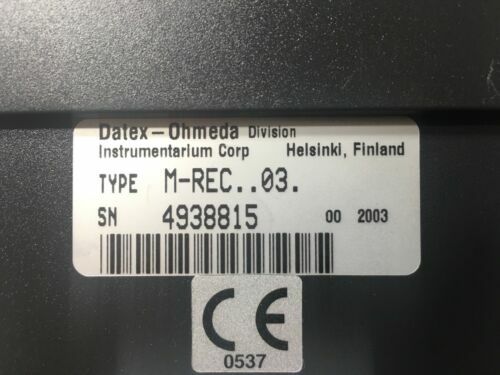 Datex-Ohmeda Division
Instrumentarium Corp Helsinki, Finland
TYPE M-REC..03.
SN 4938815 00 2003
CE
0537